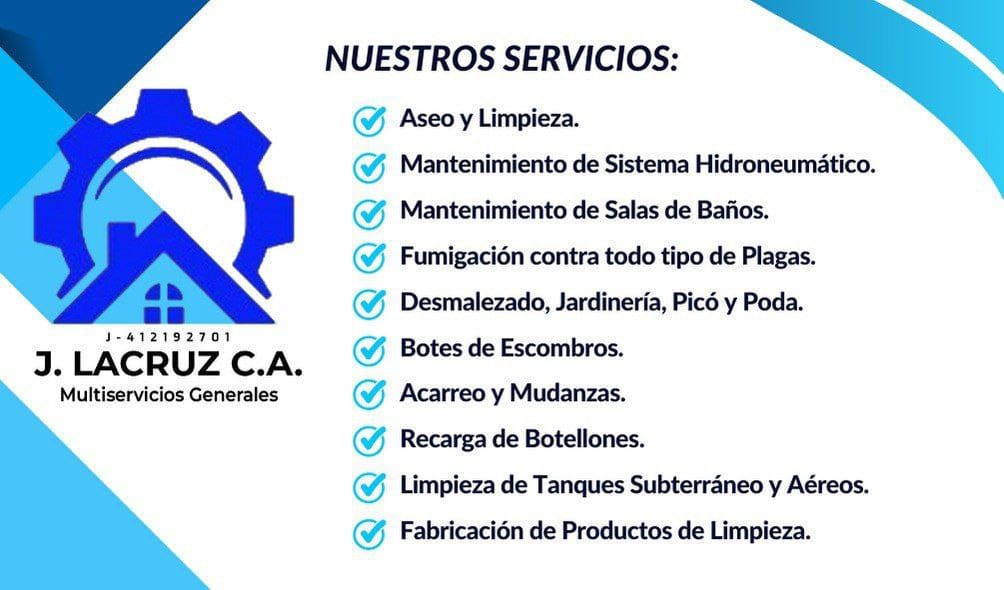 NUESTROS SERVICIOS:
Aseo y Limpieza.
Mantenimiento de Sistema Hidroneumático.
Mantenimiento de Salas de Baños.
Fumigación contra todo tipo de Plagas.
Desmalezado, Jardinería, Picó y Poda.
Botes de Escombros.
Acarreo y Mudanzas.
Recarga de Botellones.
Limpieza de Tanques Subterráneo y Aéreos.
Fabricación de Productos de Limpieza.
J-412192701
J. LACRUZ C.A.
Multiservicios Generales